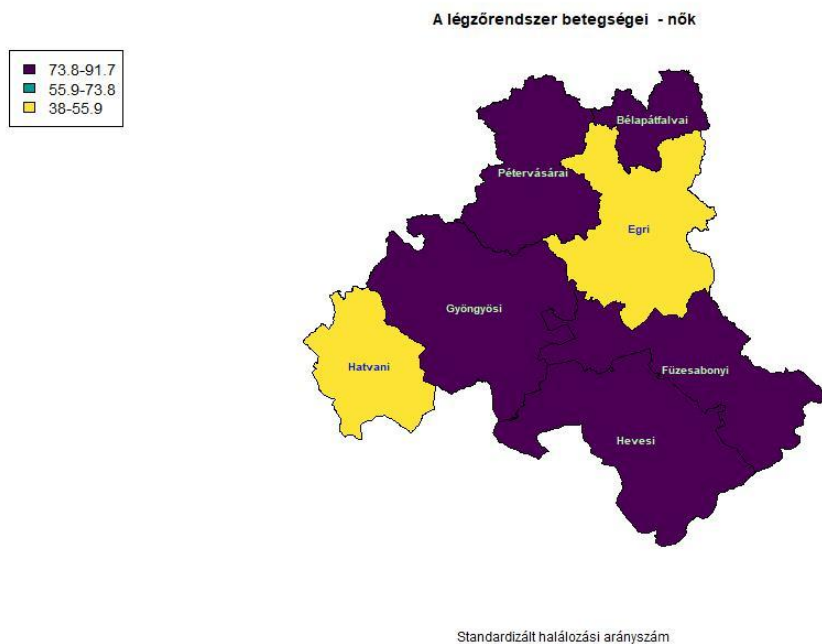 A légzőrendszer betegségei - nők
73.8-91.7
55.9-73.8
38-55.9
Bélapátfalvai
Pétervásárai
Egri
Gyöngyösi
Hatvani
Füzesabonyi
Hevesi
Standardizált halálozási arányszám